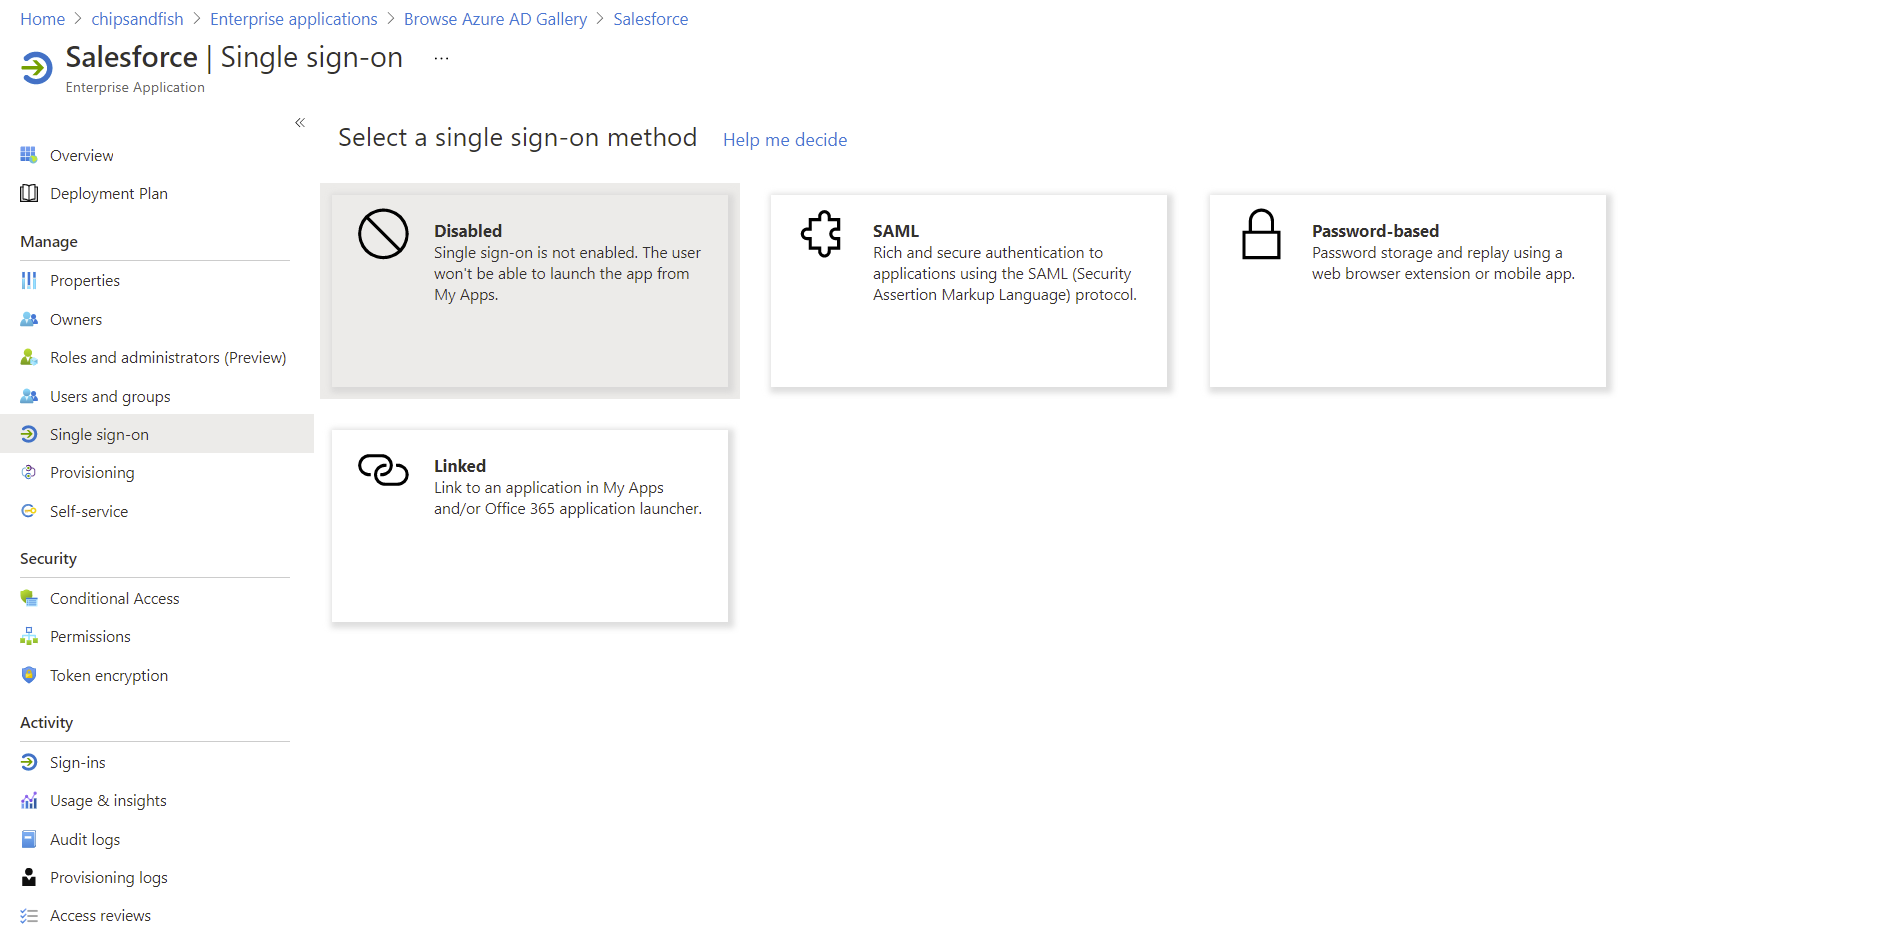 Home > chipsandfish > Enterprise applications > Browse Azure AD Gallery > Salesforce
Salesforce | Single sign-on ...
Enterprise Application
«
Overview
Deployment Plan
Manage
Properties
Owners
Roles and administrators (Preview)
Users and groups
Single sign-on
Provisioning
Self-service
Security
Conditional Access
Permissions
Token encryption
Activity
Sign-ins
Usage & insights
Audit logs
Provisioning logs
Access reviews
Select a single sign-on method Help me decide
Disabled
Single sign-on is not enabled. The user
won't be able to launch the app from
My Apps.
SAML
Rich and secure authentication to
applications using the SAML (Security
Assertion Markup Language) protocol.
Password-based
Password storage and replay using a
web browser extension or mobile app.
Linked
Link to an application in My Apps
and/or Office 365 application launcher.